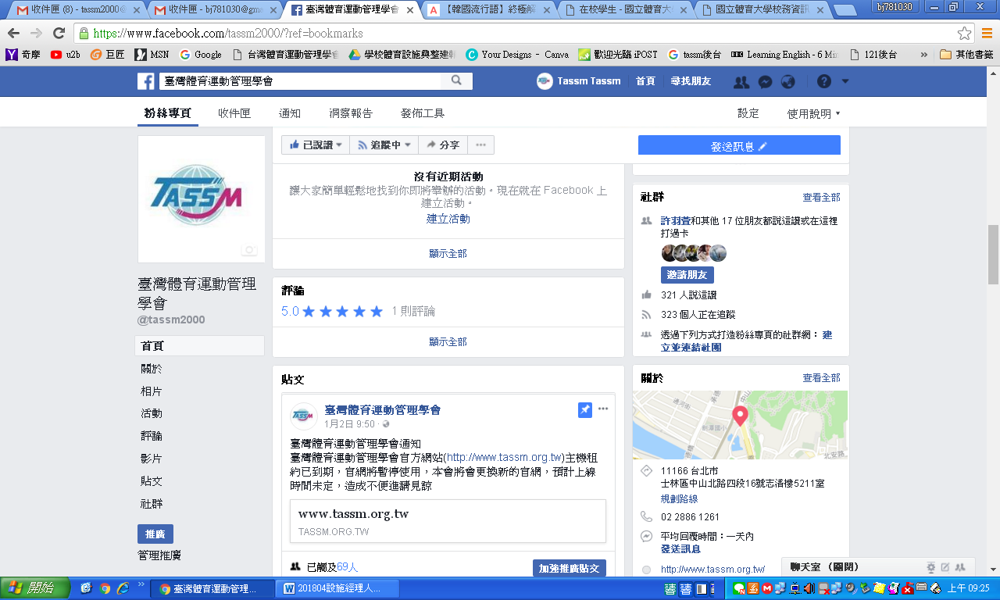 收件匣 (8) - tassm2000@
收件匣 - bj781030@gma
臺灣體育運動管理學會
【韓國流行語】終極解
在校學生 - 國立體育大
國立體育大學校務資訊
bj781030
https://www.facebook.com/tassm2000/?ref=bookmarks
奇摩 u2b 巨匠 MSN Google 台灣體育運動管理學會 學校體育設施興整建 Your Designs - Canva 歡迎光臨 iPOST tassm後台 Learning English - 6 Min 121後台 » 其他書籤
臺灣體育運動管理學會
Tassm Tassm 首頁 尋找朋友
粉絲專頁 收件匣 通知 洞察報告 發佈工具 設定 使用說明
已說讚 追蹤中 分享 ...
發送訊息
TASSM
臺灣體育運動管理
學會
@tassm2000
首頁
關於
相片
活動
評論
影片
貼文
社群
推廣
管理推廣
沒有近期活動
讓大家簡單輕鬆地找到你即將舉辦的活動。現在就在 Facebook 上
建立活動。
建立活動
顯示全部
評論
5.0 ★★★★★ 1 則評論
顯示全部
貼文
臺灣體育運動管理學會
1月2日 9:50 ·
臺灣體育運動管理學會通知
臺灣體育運動管理學會官方網站(http://www.tassm.org.tw)主機租
約已到期，官網將暫停使用，本會將會更換新的官網，預計上線
時間未定，造成不便進請見諒
www.tassm.org.tw
TASSM.ORG.TW
已觸及69人
加強推廣貼文
社群 查看全部
許羽萱和其他 17 位朋友都說這讚或在這裡
打過卡
邀請朋友
321 人說這讚
323 個人正在追蹤
透過下列方式打造粉絲專頁的社群網： 建
立並連結社團
關於 查看全部
通河街
劍潭國小
北安路
11166 台北市
士林區中山北路四段16號志清樓5211室
規劃路線
02 2886 1261
平均回覆時間：一天內
發送訊息
http://www.tassm.org.tw/
聊天室 （關閉）
開始
»
臺灣體育運動管理...
201804設施經理人...
上午 09:25